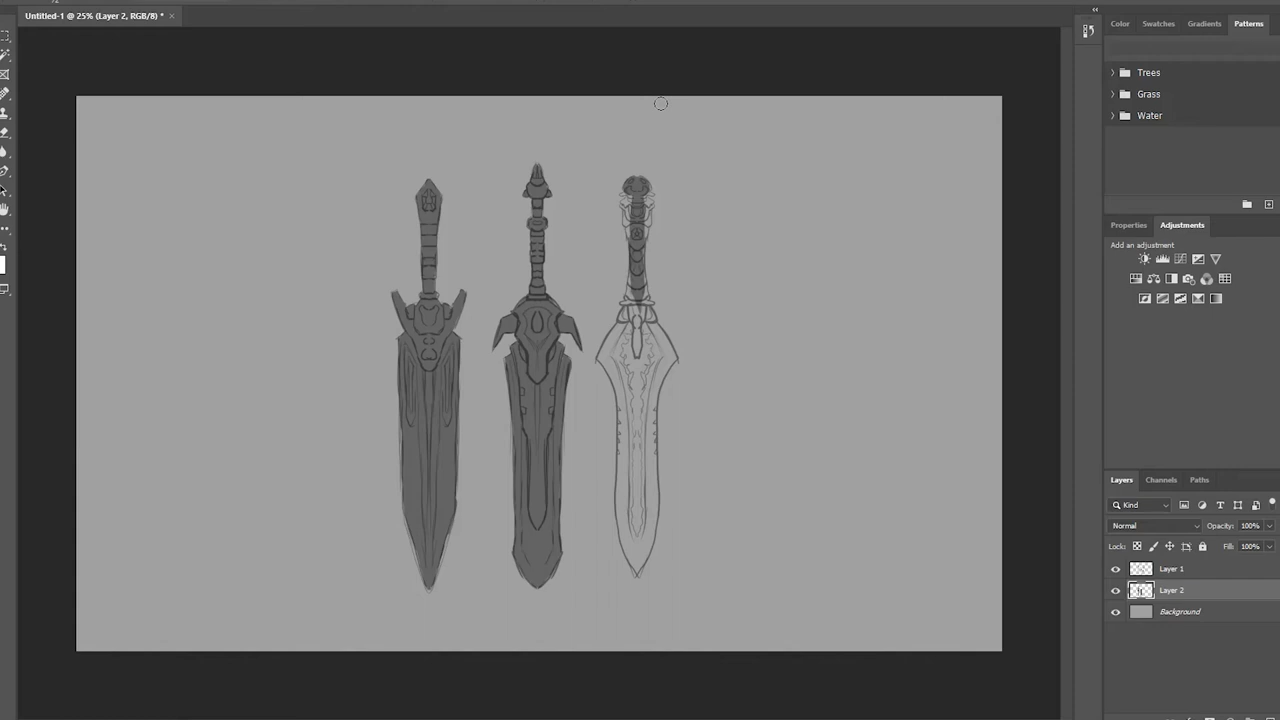 Untitled-1 @ 25% (Layer 2, RGB/8) *
Color Swatches Gradients Patterns
Trees
Grass
Water
Properties Adjustments
Add an adjustment
Layers Channels Paths
Kind
Normal Opacity: 100%
Lock: Fill: 100%
Layer 1
Layer 2
Background